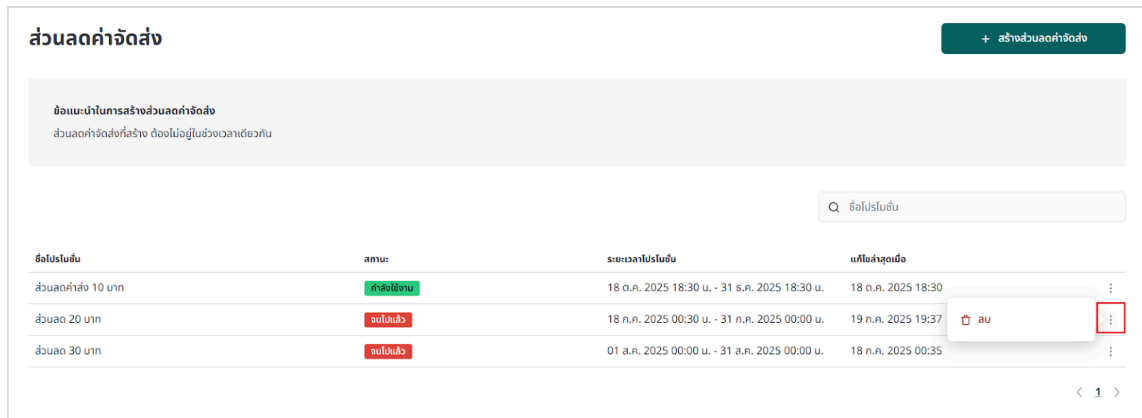 ส่วนลดค่าจัดส่ง
+ สร้างส่วนลดค่าจัดส่ง
ข้อแนะนำในการสร้างส่วนลดค่าจัดส่ง
ส่วนลดค่าจัดส่งที่สร้าง ต้องไม่อยู่ในช่วงเวลาเดียวกัน
ชื่อโปรโมชั่น
ชื่อโปรโมชั่น สถานะ ระยะเวลาโปรโมชั่น แก้ไขล่าสุดเมื่อ
ส่วนลดค่าส่ง 10 บาท กำลังใช้งาน 18 ต.ค. 2025 18:30 น. - 31 ธ.ค. 2025 18:30 น. 18 ต.ค. 2025 18:30
ส่วนลด 20 บาท จบไปแล้ว 18 ก.ค. 2025 00:30 น. - 31 ก.ค. 2025 00:00 น. 19 ก.ค. 2025 19:37 ลบ
ส่วนลด 30 บาท จบไปแล้ว 01 ส.ค. 2025 00:00 น. - 31 ส.ค. 2025 00:00 น. 18 ก.ค. 2025 00:35
< 1 >